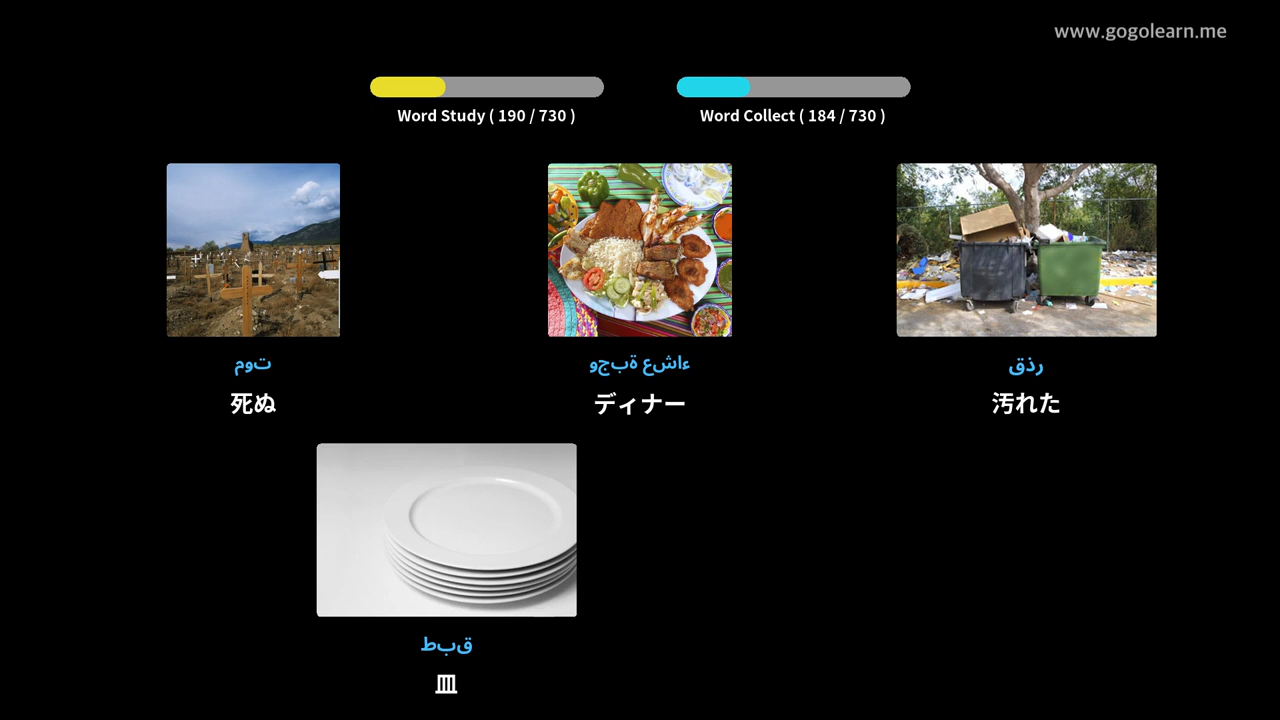 www.gogolearn.me
Word Study ( 190 / 730 )
Word Collect ( 184 / 730 )
توم
死ぬ
ءاشع ةبجو
ディナー
رذق
汚れた
قبط
皿